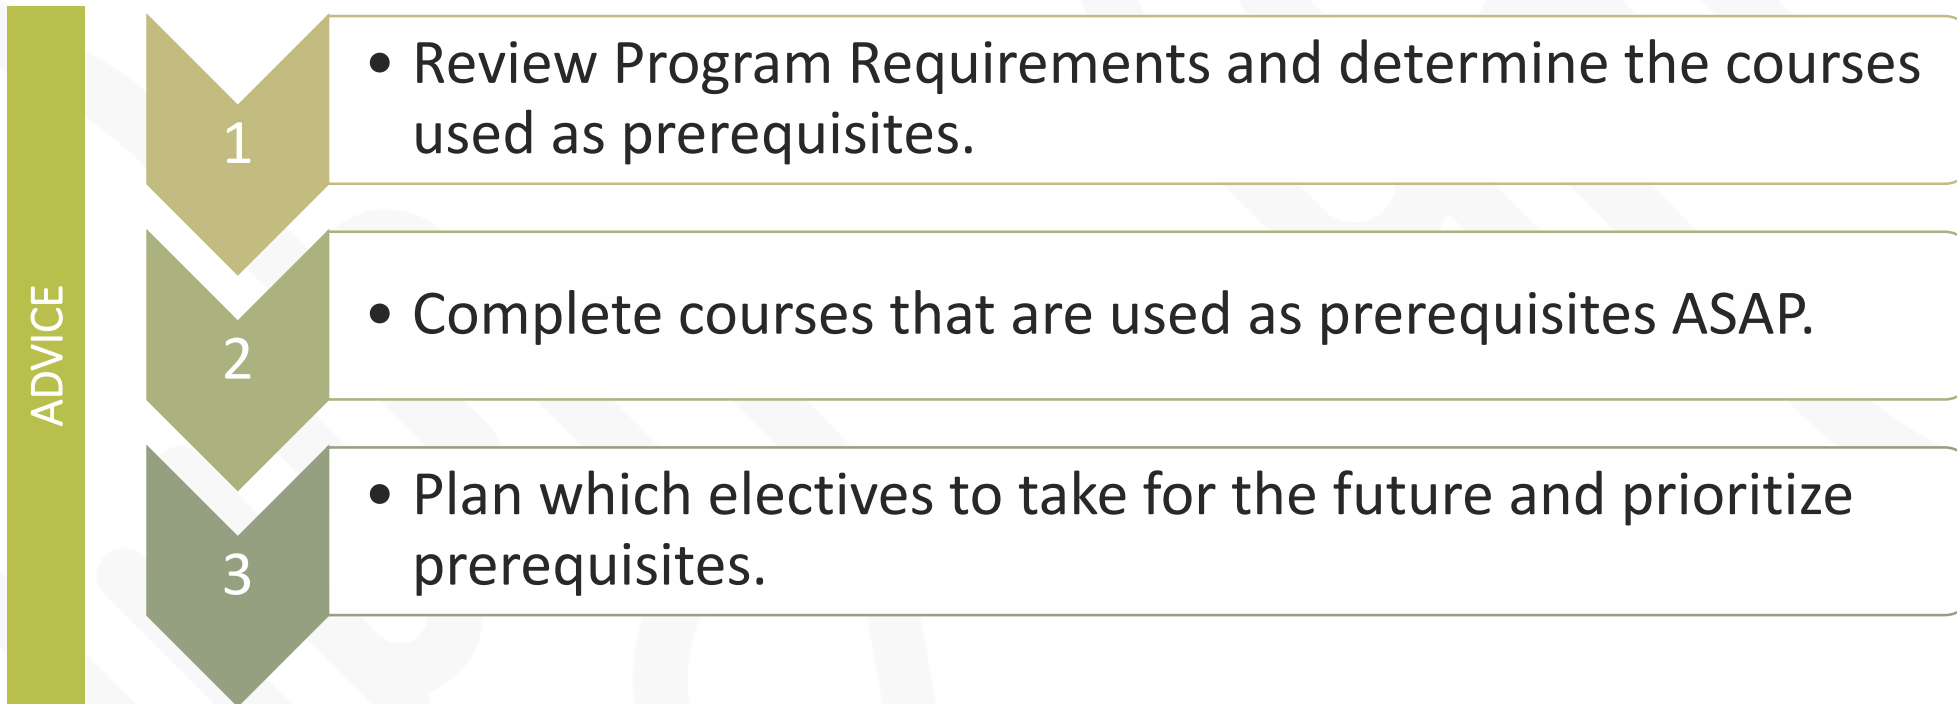 ADVICE
1
• Review Program Requirements and determine the courses
used as prerequisites.
2
• Complete courses that are used as prerequisites ASAP.
3
• Plan which electives to take for the future and prioritize
prerequisites.